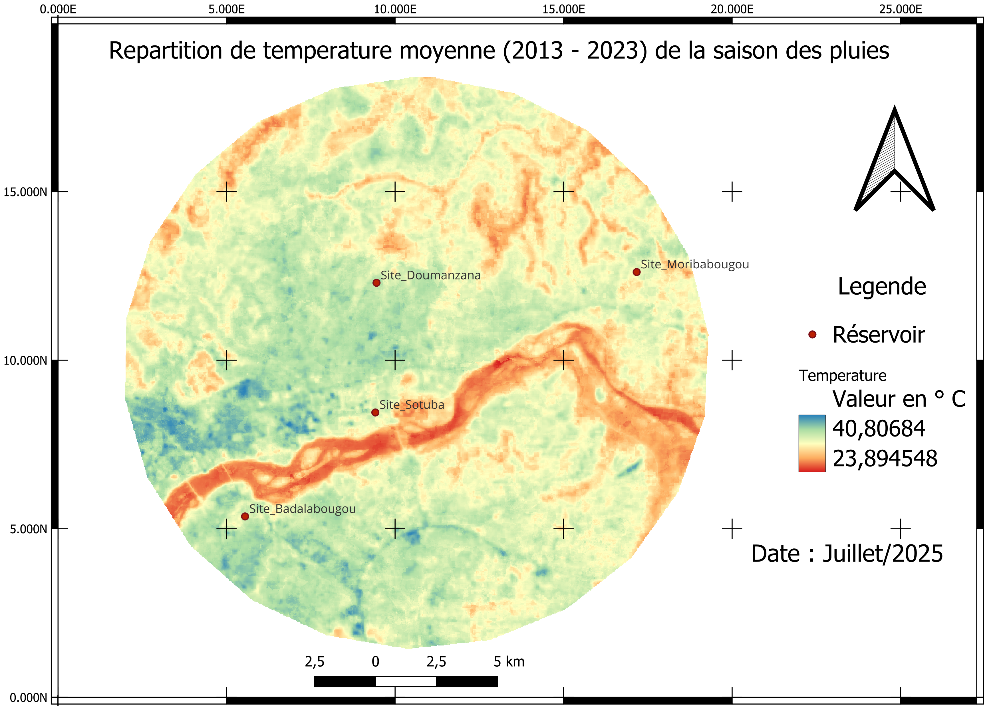 0.000E 5.000E 10.000E 15.000E 20.000E 25.000E
Repartition de temperature moyenne (2013 - 2023) de la saison des pluies
15.000N
10.000N
5.000N
0.000N
Site_Moribabougou
Site_Doumanzana
Site_Sotuba
Site_Badalabougou
Legende
Réservoir
Temperature
Valeur en ° C
40,80684
23,894548
Date : Juillet/2025
2,5 0 2,5 5 km